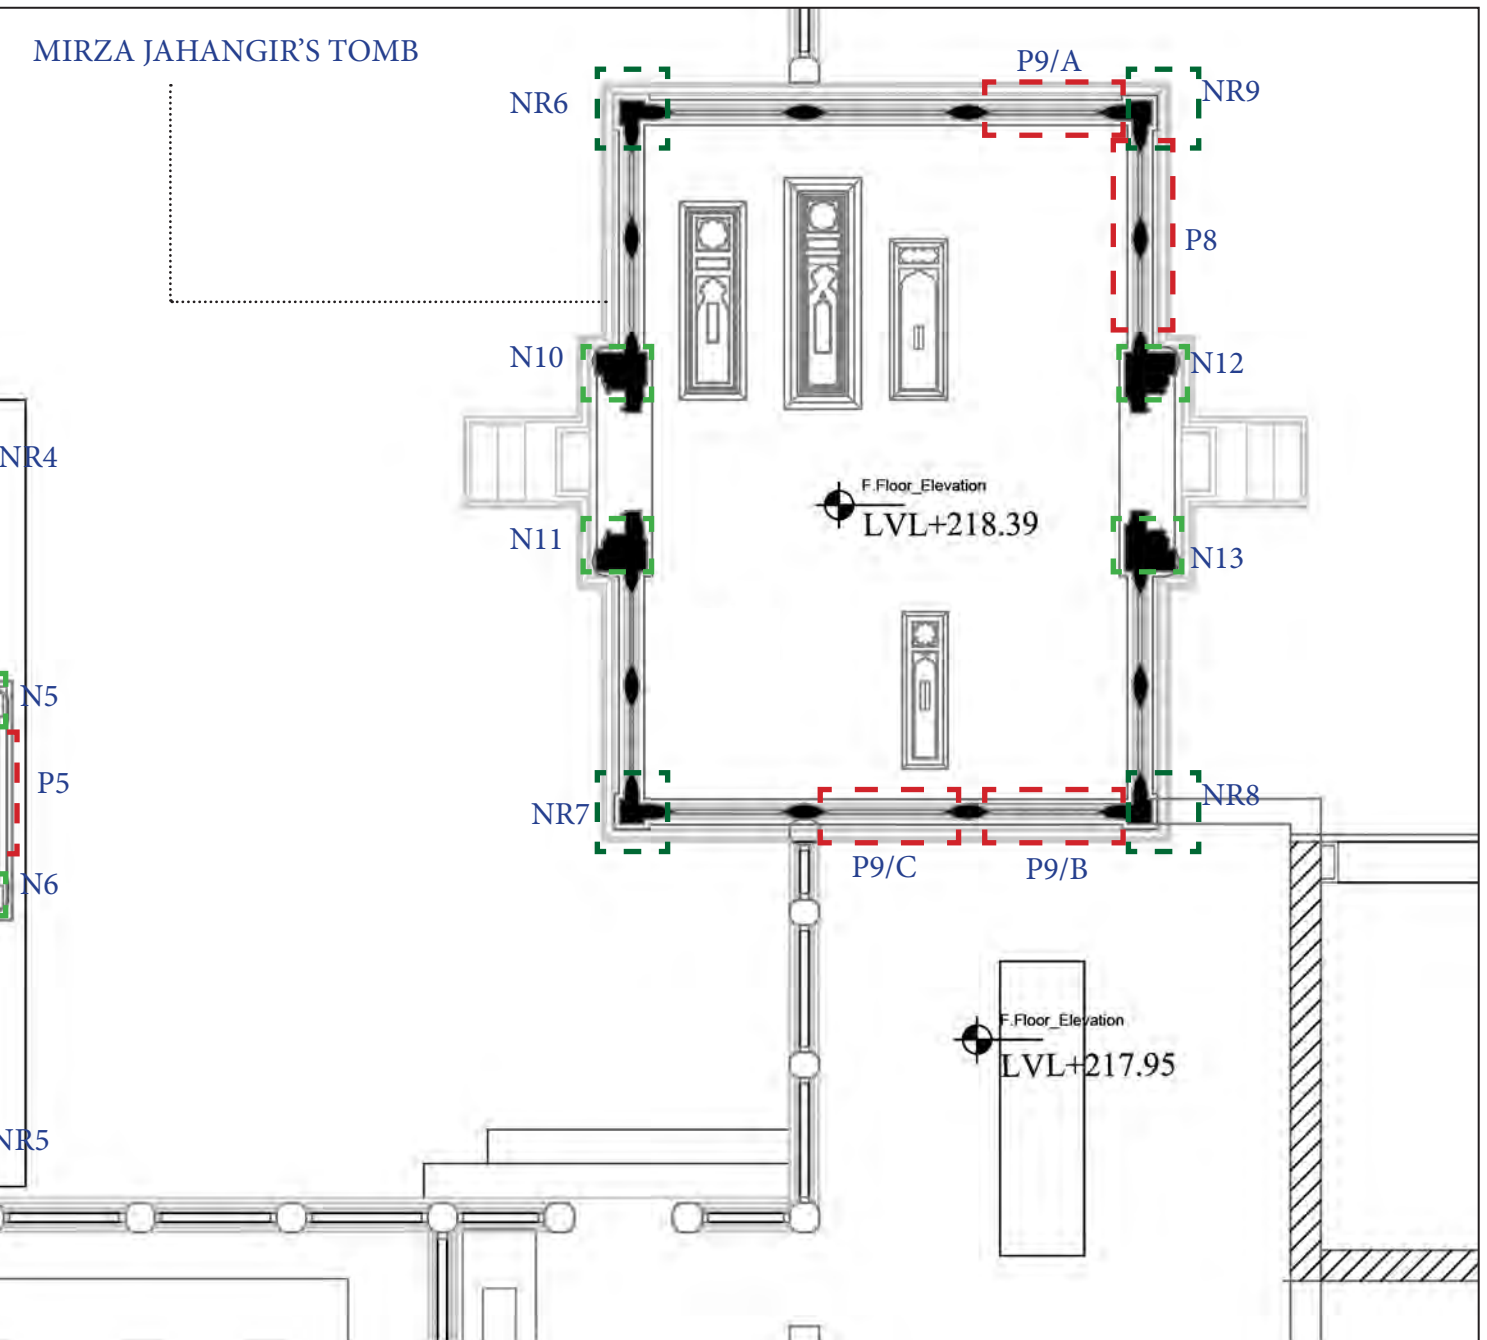 MIRZA JAHANGIR’S TOMB
P9/A
NR6
NR9
P8
N10
N12
NR4
F.Floor_Elevation
LVL+218.39
N11
N13
N5
P5
NR7
NR8
P9/C
P9/B
N6
F.Floor_Elevation
LVL+217.95
NR5